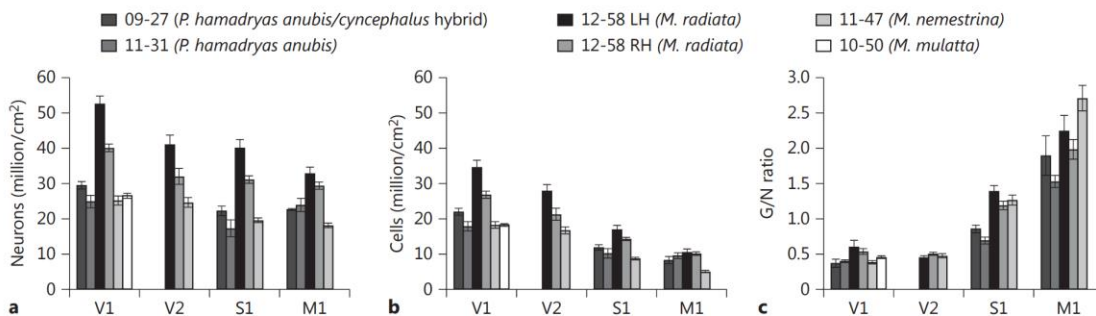 09-27 (P. hamadryas anubis/cyncephalus hybrid)
11-31 (P. hamadryas anubis)
12-58 LH (M. radiata)
12-58 RH (M. radiata)
11-47 (M. nemestrina)
10-50 (M. mulatta)
Neurons (million/cm²)
60
50
40
30
20
10
0
V1 V2 S1 M1
a
Cells (million/cm²)
60
50
40
30
20
10
0
V1 V2 S1 M1
b
G/N ratio
3.0
2.5
2.0
1.5
1.0
0.5
0
V1 V2 S1 M1
c